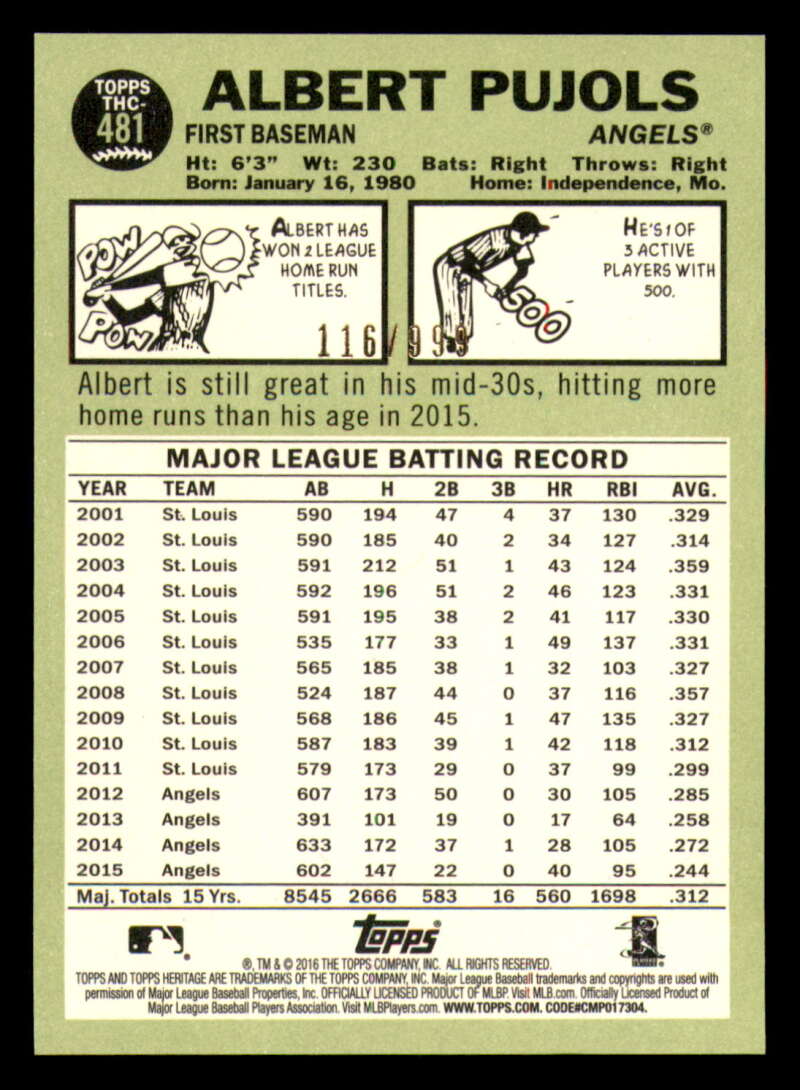 TOPPS
THC-
481
ALBERT PUJOLS
FIRST BASEMAN ANGELS®
Ht: 6'3" Wt: 230 Bats: Right Throws: Right
Born: January 16, 1980 Home: Independence, Mo.
POW
POW
ALBERT HAS
WON 2 LEAGUE
HOME RUN
TITLES.
500
HE'S 1 OF
3 ACTIVE
PLAYERS WITH
500.
116/999
Albert is still great in his mid-30s, hitting more
home runs than his age in 2015.
MAJOR LEAGUE BATTING RECORD
YEAR TEAM AB H 2B 3B HR RBI AVG.
2001 St. Louis 590 194 47 4 37 130 .329
2002 St. Louis 590 185 40 2 34 127 .314
2003 St. Louis 591 212 51 1 43 124 .359
2004 St. Louis 592 196 51 2 46 123 .331
2005 St. Louis 591 195 38 2 41 117 .330
2006 St. Louis 535 177 33 1 49 137 .331
2007 St. Louis 565 185 38 1 32 103 .327
2008 St. Louis 524 187 44 0 37 116 .357
2009 St. Louis 568 186 45 1 47 135 .327
2010 St. Louis 587 183 39 1 42 118 .312
2011 St. Louis 579 173 29 0 37 99 .299
2012 Angels 607 173 50 0 30 105 .285
2013 Angels 391 101 19 0 17 64 .258
2014 Angels 633 172 37 1 28 105 .272
2015 Angels 602 147 22 0 40 95 .244
Maj. Totals 15 Yrs. 8545 2666 583 16 560 1698 .312
topps®
®, TM & © 2016 THE TOPPS COMPANY, INC. ALL RIGHTS RESERVED.
TOPPS AND TOPPS HERITAGE ARE TRADEMARKS OF THE TOPPS COMPANY, INC. Major League Baseball trademarks and copyrights are used with
permission of Major League Baseball Properties, Inc. OFFICIALLY LICENSED PRODUCT OF MLBP. Visit MLB.com. Officially Licensed Product of
Major League Baseball Players Association. Visit MLBPlayers.com. WWW.TOPPS.COM. CODE#CMP017304.